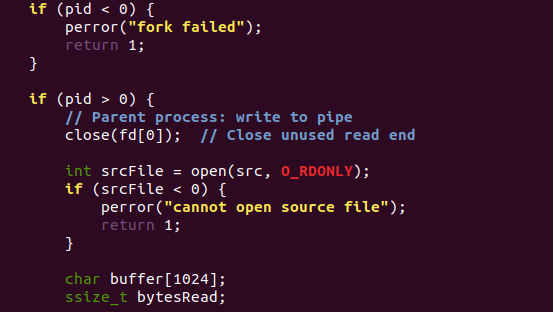 if (pid < 0) {
perror("fork failed");
return 1;
}
if (pid > 0) {
// Parent process: write to pipe
close(fd[0]);  // Close unused read end
int srcFile = open(src, O_RDONLY);
if (srcFile < 0) {
perror("cannot open source file");
return 1;
}
char buffer[1024];
ssize_t bytesRead;